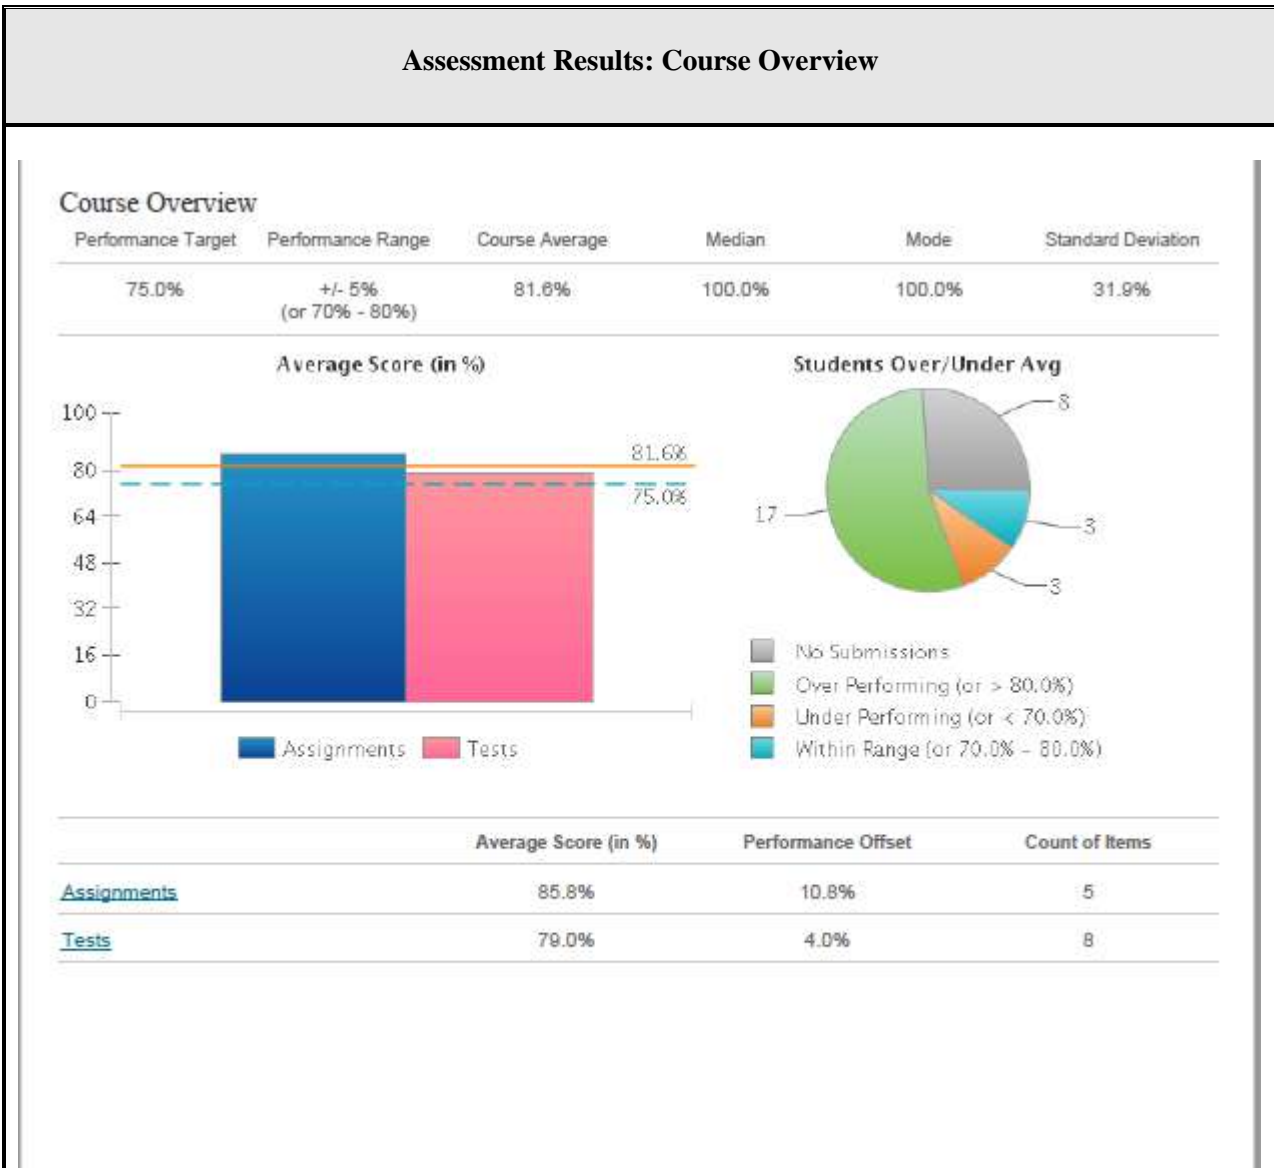 Assessment Results: Course Overview
Course Overview
Performance Target Performance Range Course Average Median Mode Standard Deviation
75.0% +/- 5% 81.6% 100.0% 100.0% 31.9%
(or 70% - 80%)
Average Score (in %)
100
80
64
48
32
16
0
81.6%
75.0%
Assignments Tests
Students Over/Under Avg
8
17
3
3
No Submissions
Over Performing (or > 80.0%)
Under Performing (or < 70.0%)
Within Range (or 70.0% - 80.0%)
Average Score (in %) Performance Offset Count of Items
Assignments 85.8% 10.8% 5
Tests 79.0% 4.0% 8